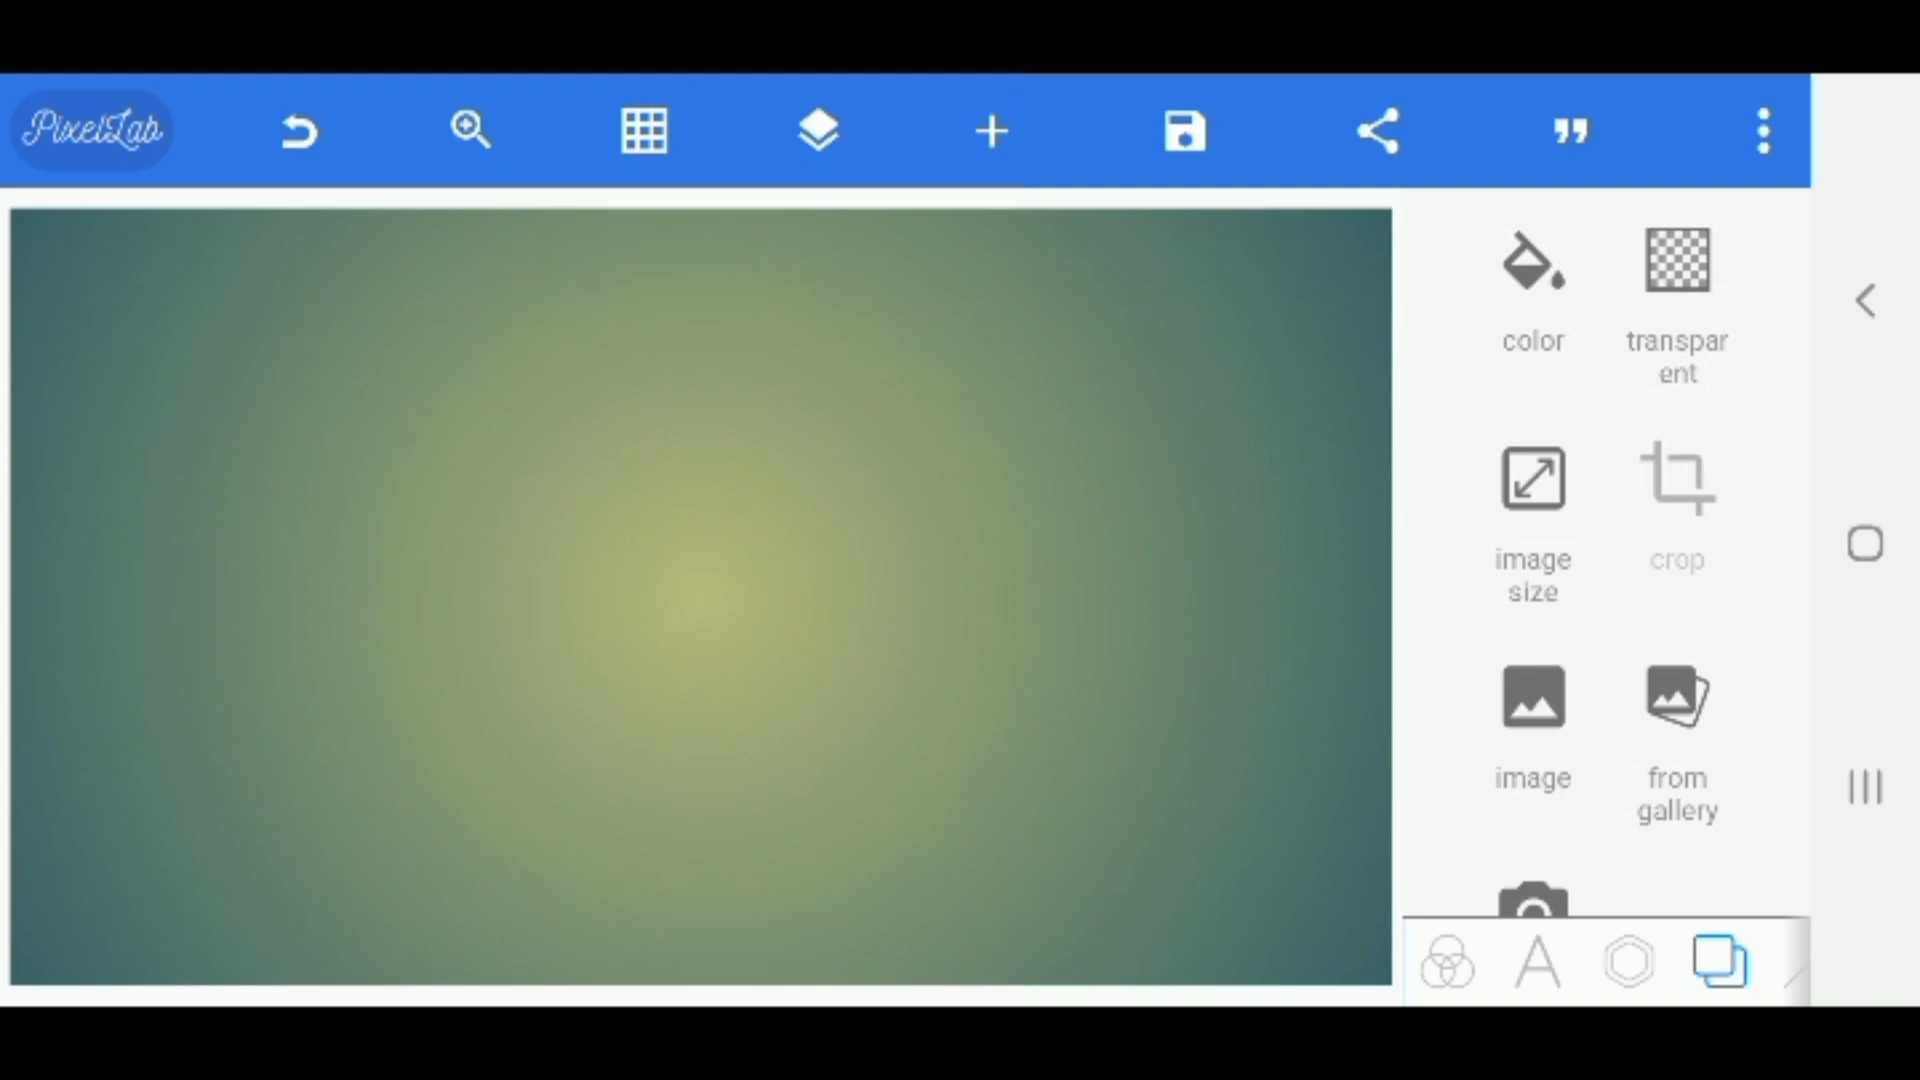 PixelLab
color
transpar
ent
image
size
crop
image
from
gallery